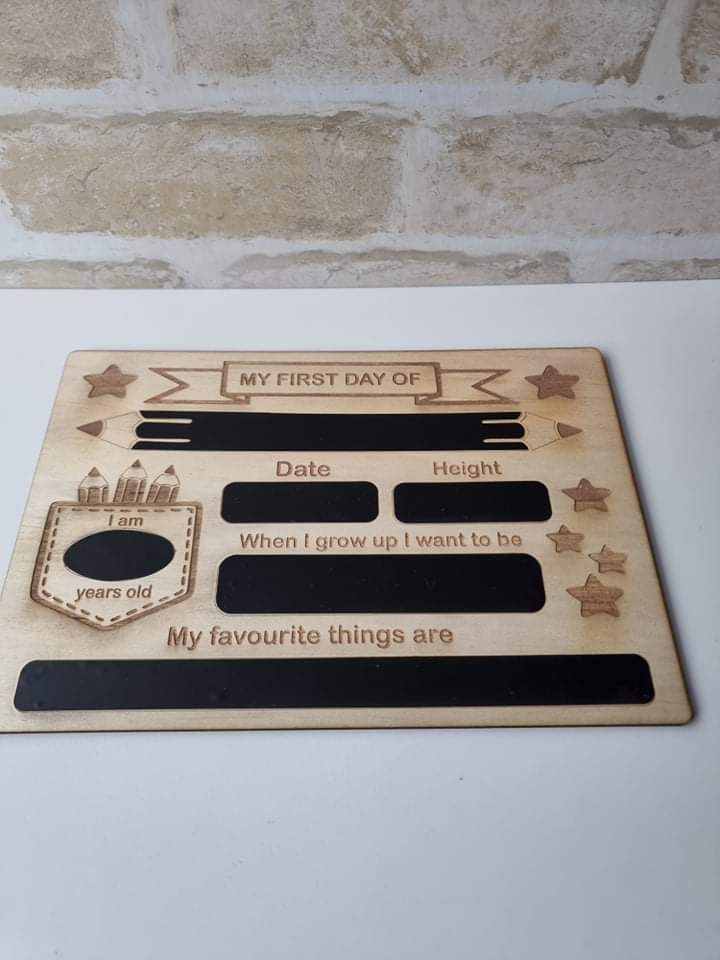 MY FIRST DAY OF
Date
Height
I am
years old
When I grow up I want to be
My favourite things are